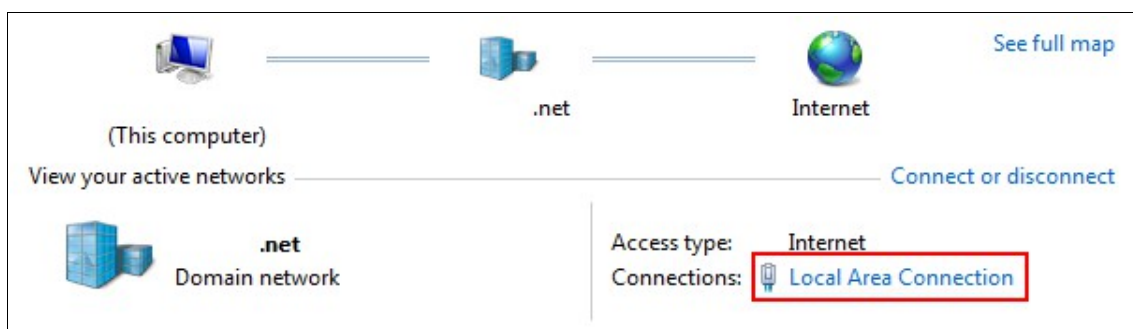 See full map
.net
Internet
(This computer)
View your active networks
Connect or disconnect
.net
Domain network
Access type: Internet
Connections: Local Area Connection